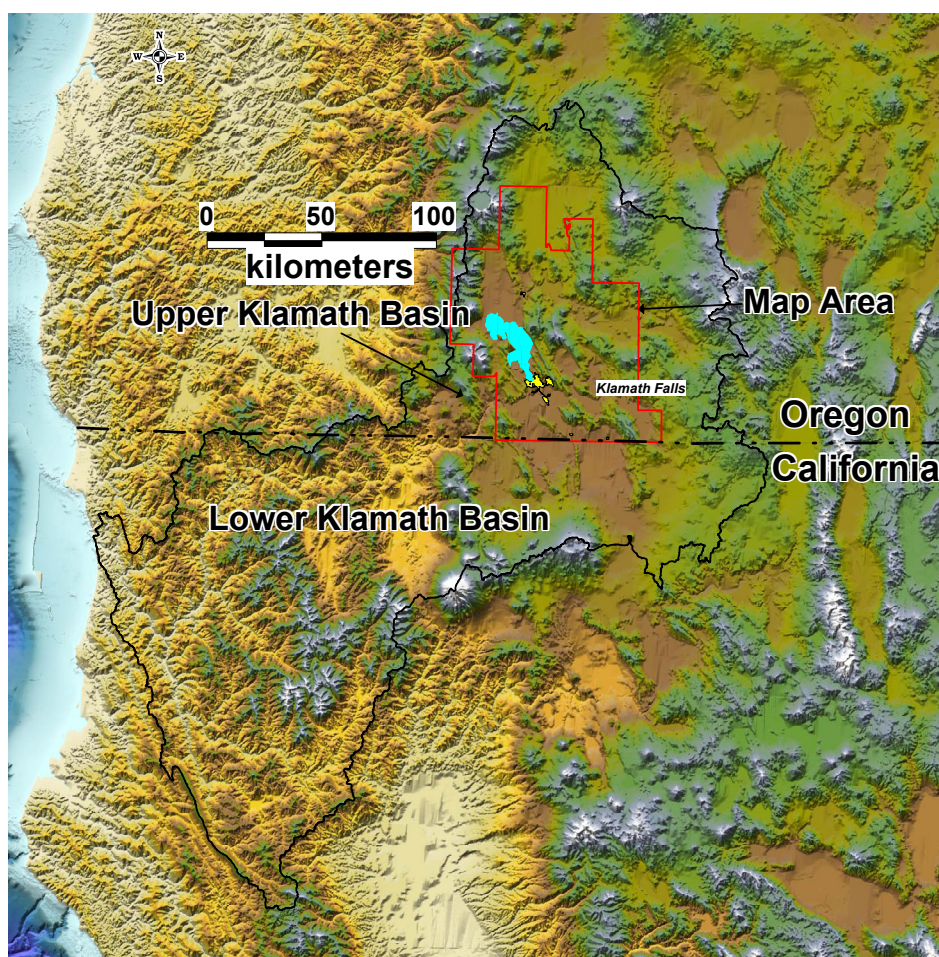 N
W E
S
0 50 100
kilometers
Upper Klamath Basin
Map Area
Klamath Falls
Oregon
California
Lower Klamath Basin